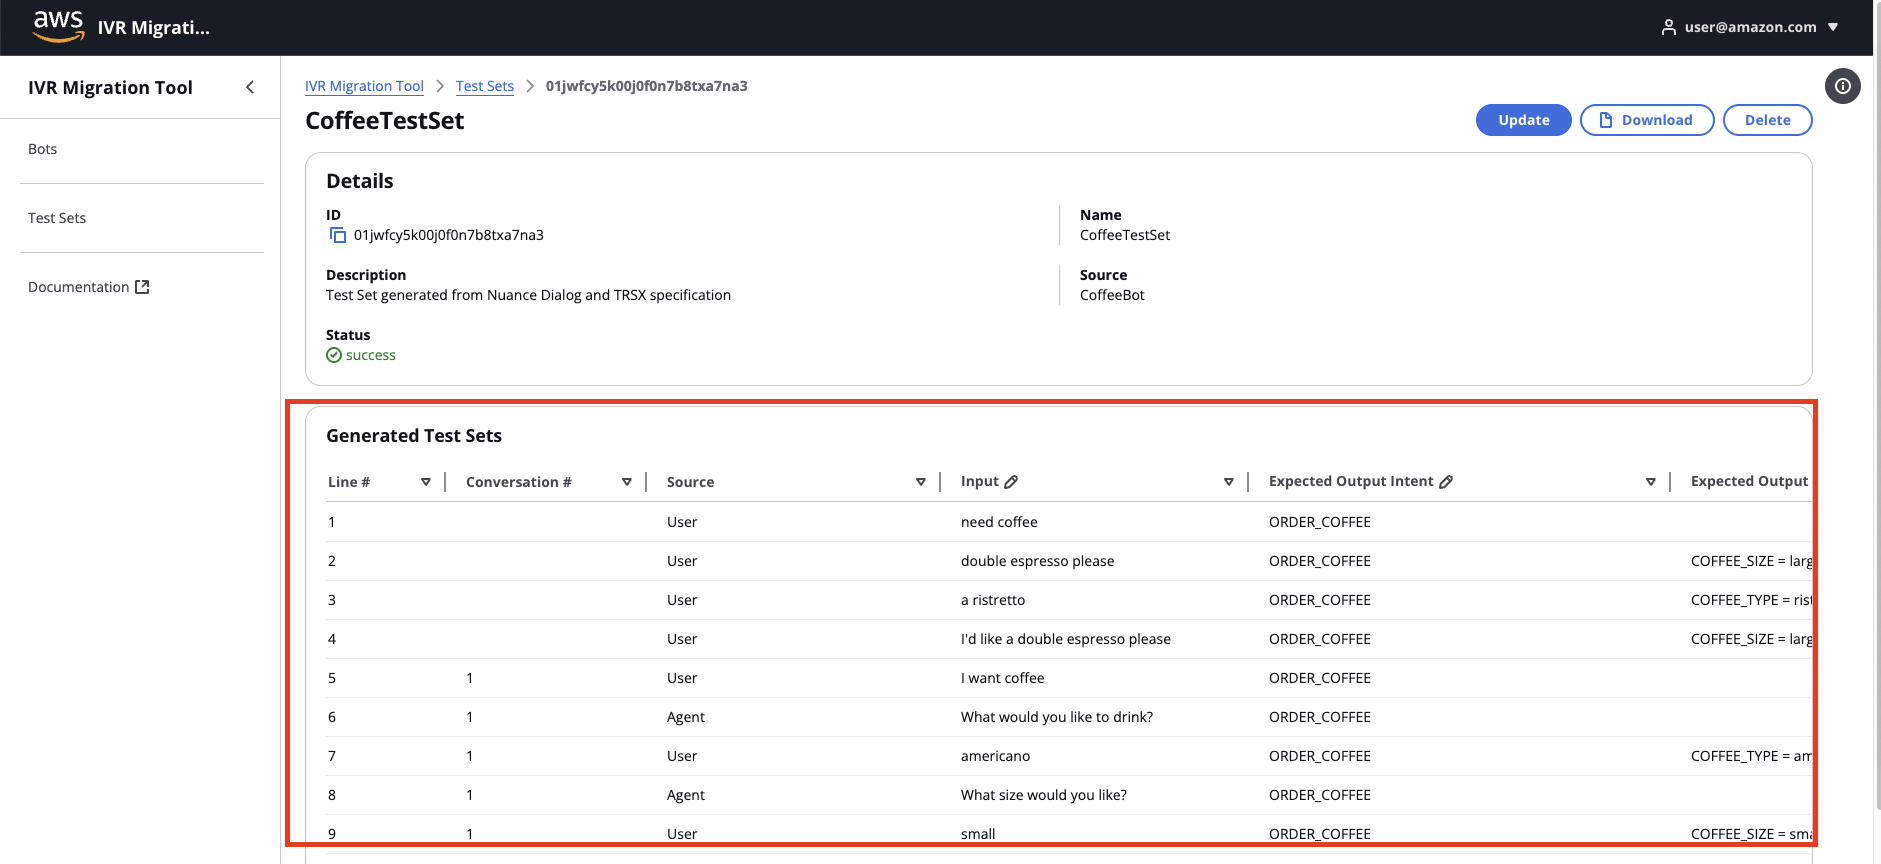 aws IVR Migrati... user@amazon.com
IVR Migration Tool
Bots
Test Sets
Documentation
IVR Migration Tool > Test Sets > 01jwfcy5k00j0f0n7b8txa7na3
CoffeeTestSet
Update Download Delete
Details
ID
01jwfcy5k00j0f0n7b8txa7na3
Name
CoffeeTestSet
Description
Test Set generated from Nuance Dialog and TRSX specification
Source
CoffeeBot
Status
success
Generated Test Sets
Line # Conversation # Source Input Expected Output Intent Expected Output
1 User need coffee ORDER_COFFEE
2 User double espresso please ORDER_COFFEE COFFEE_SIZE = larg
3 User a ristretto ORDER_COFFEE COFFEE_TYPE = rist
4 User I'd like a double espresso please ORDER_COFFEE COFFEE_SIZE = larg
5 1 User I want coffee ORDER_COFFEE
6 1 Agent What would you like to drink? ORDER_COFFEE
7 1 User americano ORDER_COFFEE COFFEE_TYPE = am
8 1 Agent What size would you like? ORDER_COFFEE
9 1 User small ORDER_COFFEE COFFEE_SIZE = sma